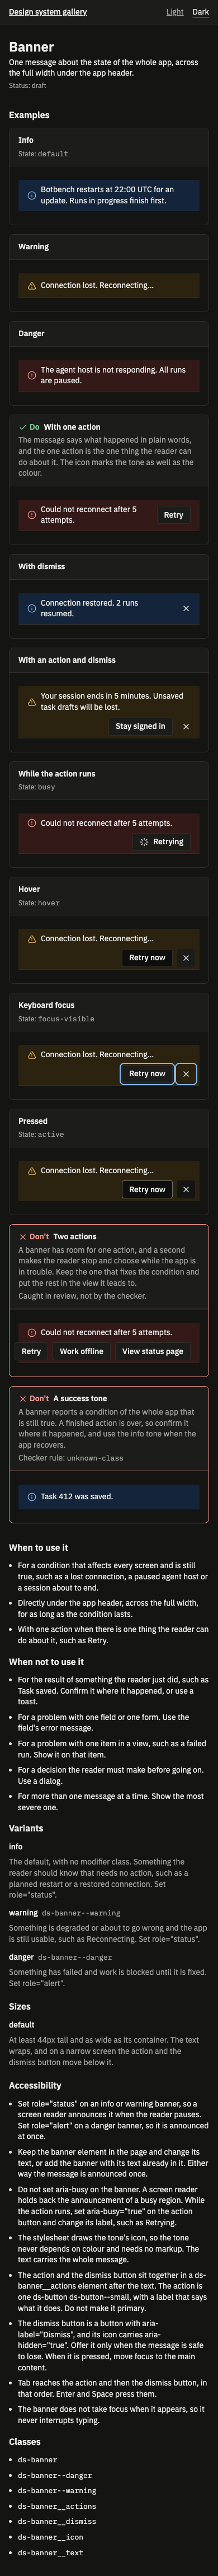 Design system gallery
Light Dark
Banner
One message about the state of the whole app, across
the full width under the app header.
Status: draft
Examples
Info
State: default
Botbench restarts at 22:00 UTC for an
update. Runs in progress finish first.
Warning
Connection lost. Reconnecting...
Danger
The agent host is not responding. All runs
are paused.
Do With one action
The message says what happened in plain words,
and the one action is the one thing the reader can
do about it. The icon marks the tone as well as the
colour.
Could not reconnect after 5
attempts.
Retry
With dismiss
Connection restored. 2 runs
resumed.
With an action and dismiss
Your session ends in 5 minutes. Unsaved
task drafts will be lost.
Stay signed in
While the action runs
State: busy
Could not reconnect after 5 attempts.
Retrying
Hover
State: hover
Connection lost. Reconnecting...
Retry now
Keyboard focus
State: focus-visible
Connection lost. Reconnecting...
Retry now
Pressed
State: active
Connection lost. Reconnecting...
Retry now
Don't Two actions
A banner has room for one action, and a second
makes the reader stop and choose while the app is
in trouble. Keep the one that fixes the condition and
put the rest in the view it leads to.
Caught in review, not by the checker.
Could not reconnect after 5 attempts.
Retry Work offline View status page
Don't A success tone
A banner reports a condition of the whole app that
is still true. A finished action is over, so confirm it
where it happened, and use the info tone when the
app recovers.
Checker rule: unknown-class
Task 412 was saved.
When to use it
For a condition that affects every screen and is still
true, such as a lost connection, a paused agent host or
a session about to end.
Directly under the app header, across the full width,
for as long as the condition lasts.
With one action when there is one thing the reader can
do about it, such as Retry.
When not to use it
For the result of something the reader just did, such as
Task saved. Confirm it where it happened, or use a
toast.
For a problem with one field or one form. Use the
field's error message.
For a problem with one item in a view, such as a failed
run. Show it on that item.
For a decision the reader must make before going on.
Use a dialog.
For more than one message at a time. Show the most
severe one.
Variants
info
The default, with no modifier class. Something the
reader should know that needs no action, such as a
planned restart or a restored connection. Set
role="status".
warning ds-banner--warning
Something is degraded or about to go wrong and the app
is still usable, such as Reconnecting. Set role="status".
danger ds-banner--danger
Something has failed and work is blocked until it is fixed.
Set role="alert".
Sizes
default
At least 44px tall and as wide as its container. The text
wraps, and on a narrow screen the action and the
dismiss button move below it.
Accessibility
Set role="status" on an info or warning banner, so a
screen reader announces it when the reader pauses.
Set role="alert" on a danger banner, so it is announced
at once.
Keep the banner element in the page and change its
text, or add the banner with its text already in it. Either
way the message is announced once.
Do not set aria-busy on the banner. A screen reader
holds back the announcement of a busy region. While
the action runs, set aria-busy="true" on the action
button and change its label, such as Retrying.
The stylesheet draws the tone's icon, so the tone
never depends on colour and needs no markup. The
text carries the whole message.
The action and the dismiss button sit together in a ds-
banner__actions element after the text. The action is
one ds-button ds-button--small, with a label that says
what it does. Do not make it primary.
The dismiss button is a button with aria-
label="Dismiss", and its icon carries aria-
hidden="true". Offer it only when the message is safe
to lose. When it is pressed, move focus to the main
content.
Tab reaches the action and then the dismiss button, in
that order. Enter and Space press them.
The banner does not take focus when it appears, so it
never interrupts typing.
Classes
ds-banner
ds-banner--danger
ds-banner--warning
ds-banner__actions
ds-banner__dismiss
ds-banner__icon
ds-banner__text